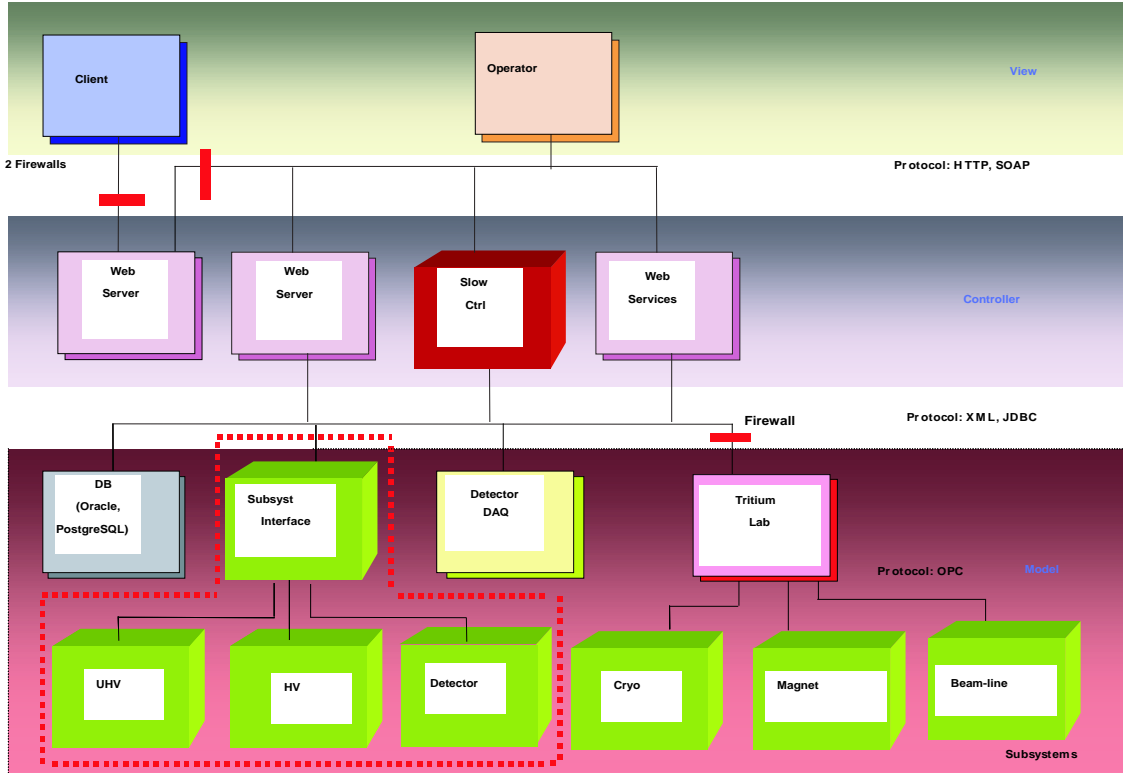 Client
Operator
View
2 Firewalls
Protocol: HTTP, SOAP
Web
Server
Web
Server
Slow
Ctrl
Web
Services
Controller
Protocol: XML, JDBC
Firewall
DB
(Oracle,
PostgreSQL)
Subsyst
Interface
Detector
DAQ
Tritium
Lab
Protocol: OPC
Model
UHV
HV
Detector
Cryo
Magnet
Beam-line
Subsystems